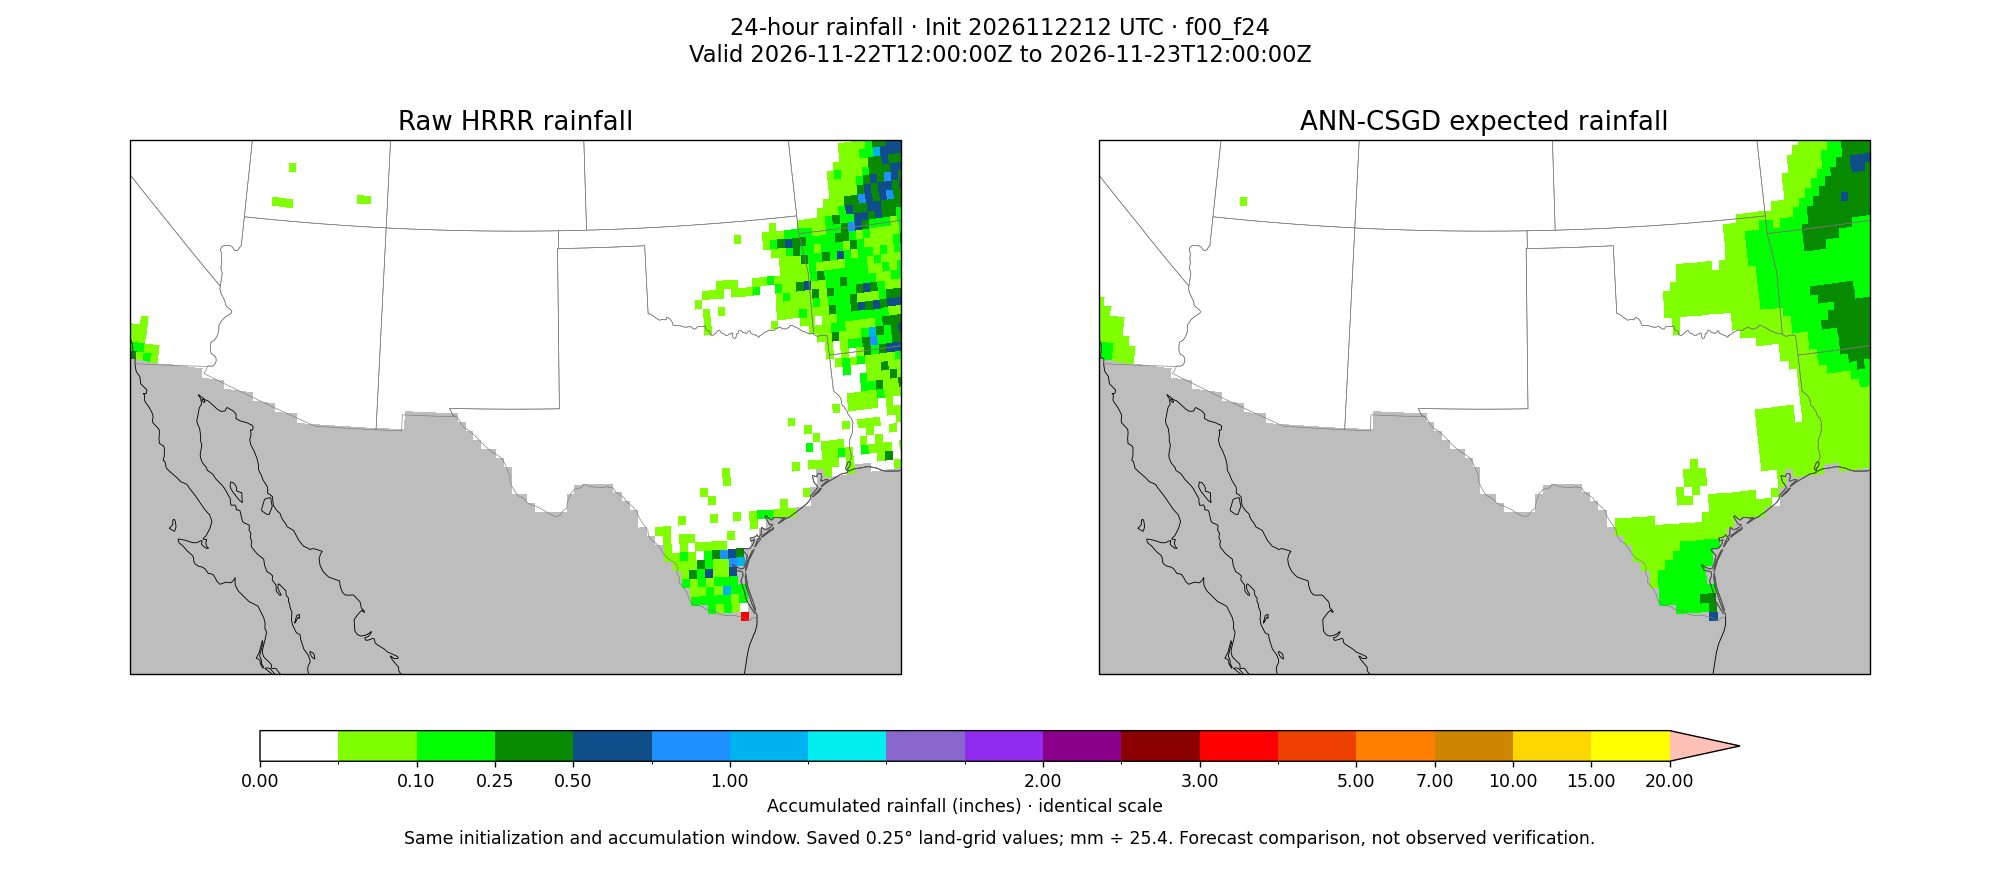 24-hour rainfall · Init 2026112212 UTC · f00_f24
Valid 2026-11-22T12:00:00Z to 2026-11-23T12:00:00Z
Raw HRRR rainfall
ANN-CSGD expected rainfall
0.00 0.10 0.25 0.50 1.00 2.00 3.00 5.00 7.00 10.00 15.00 20.00
Accumulated rainfall (inches) · identical scale
Same initialization and accumulation window. Saved 0.25° land-grid values; mm ÷ 25.4. Forecast comparison, not observed verification.